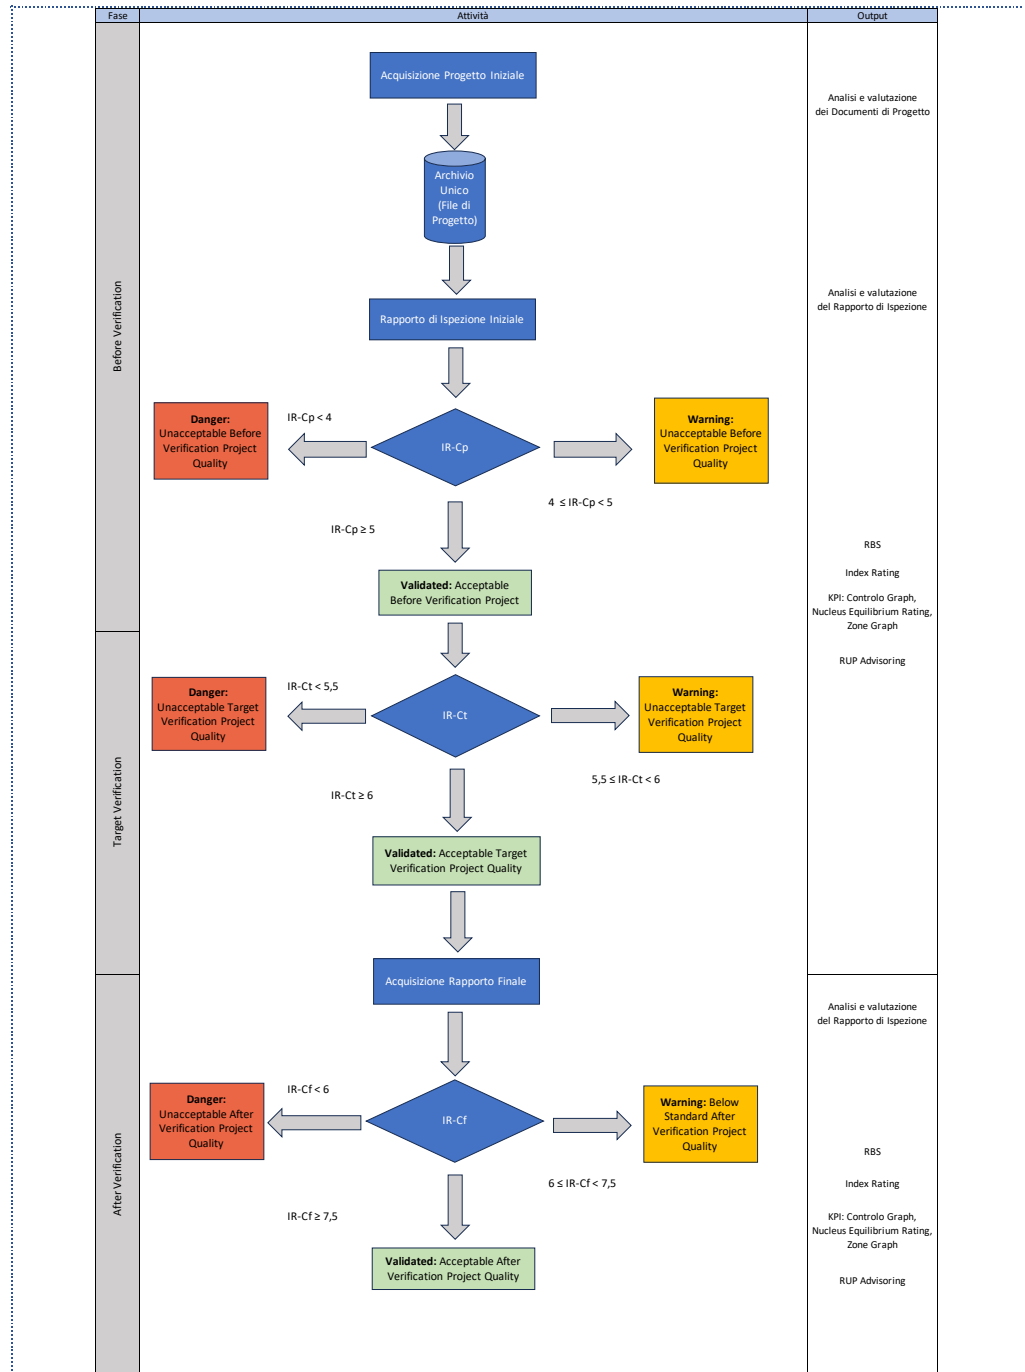 Fase
Attività
Output
Before Verification
Acquisizione Progetto Iniziale
Analisi e valutazione
dei Documenti di Progetto
Archivio
Unico
(File di
Progetto)
Rapporto di Ispezione Iniziale
Analisi e valutazione
del Rapporto di Ispezione
IR-Cp
IR-Cp < 4
Danger:
Unacceptable Before
Verification Project
Quality
Warning:
Unacceptable Before
Verification Project
Quality
4 ≤ IR-Cp < 5
IR-Cp ≥ 5
Validated: Acceptable
Before Verification Project
RBS
Index Rating
KPI: Controlo Graph,
Nucleus Equilibrium Rating,
Zone Graph
RUP Advisoring
Target Verification
IR-Ct
IR-Ct < 5,5
Danger:
Unacceptable Target
Verification Project
Quality
Warning:
Unacceptable Target
Verification Project
Quality
5,5 ≤ IR-Ct < 6
IR-Ct ≥ 6
Validated: Acceptable Target
Verification Project Quality
Acquisizione Rapporto Finale
After Verification
Analisi e valutazione
del Rapporto di Ispezione
IR-Cf
IR-Cf < 6
Danger:
Unacceptable After
Verification Project
Quality
Warning: Below
Standard After
Verification Project
Quality
6 ≤ IR-Cf < 7,5
IR-Cf ≥ 7,5
Validated: Acceptable After
Verification Project Quality
RBS
Index Rating
KPI: Controlo Graph,
Nucleus Equilibrium Rating,
Zone Graph
RUP Advisoring